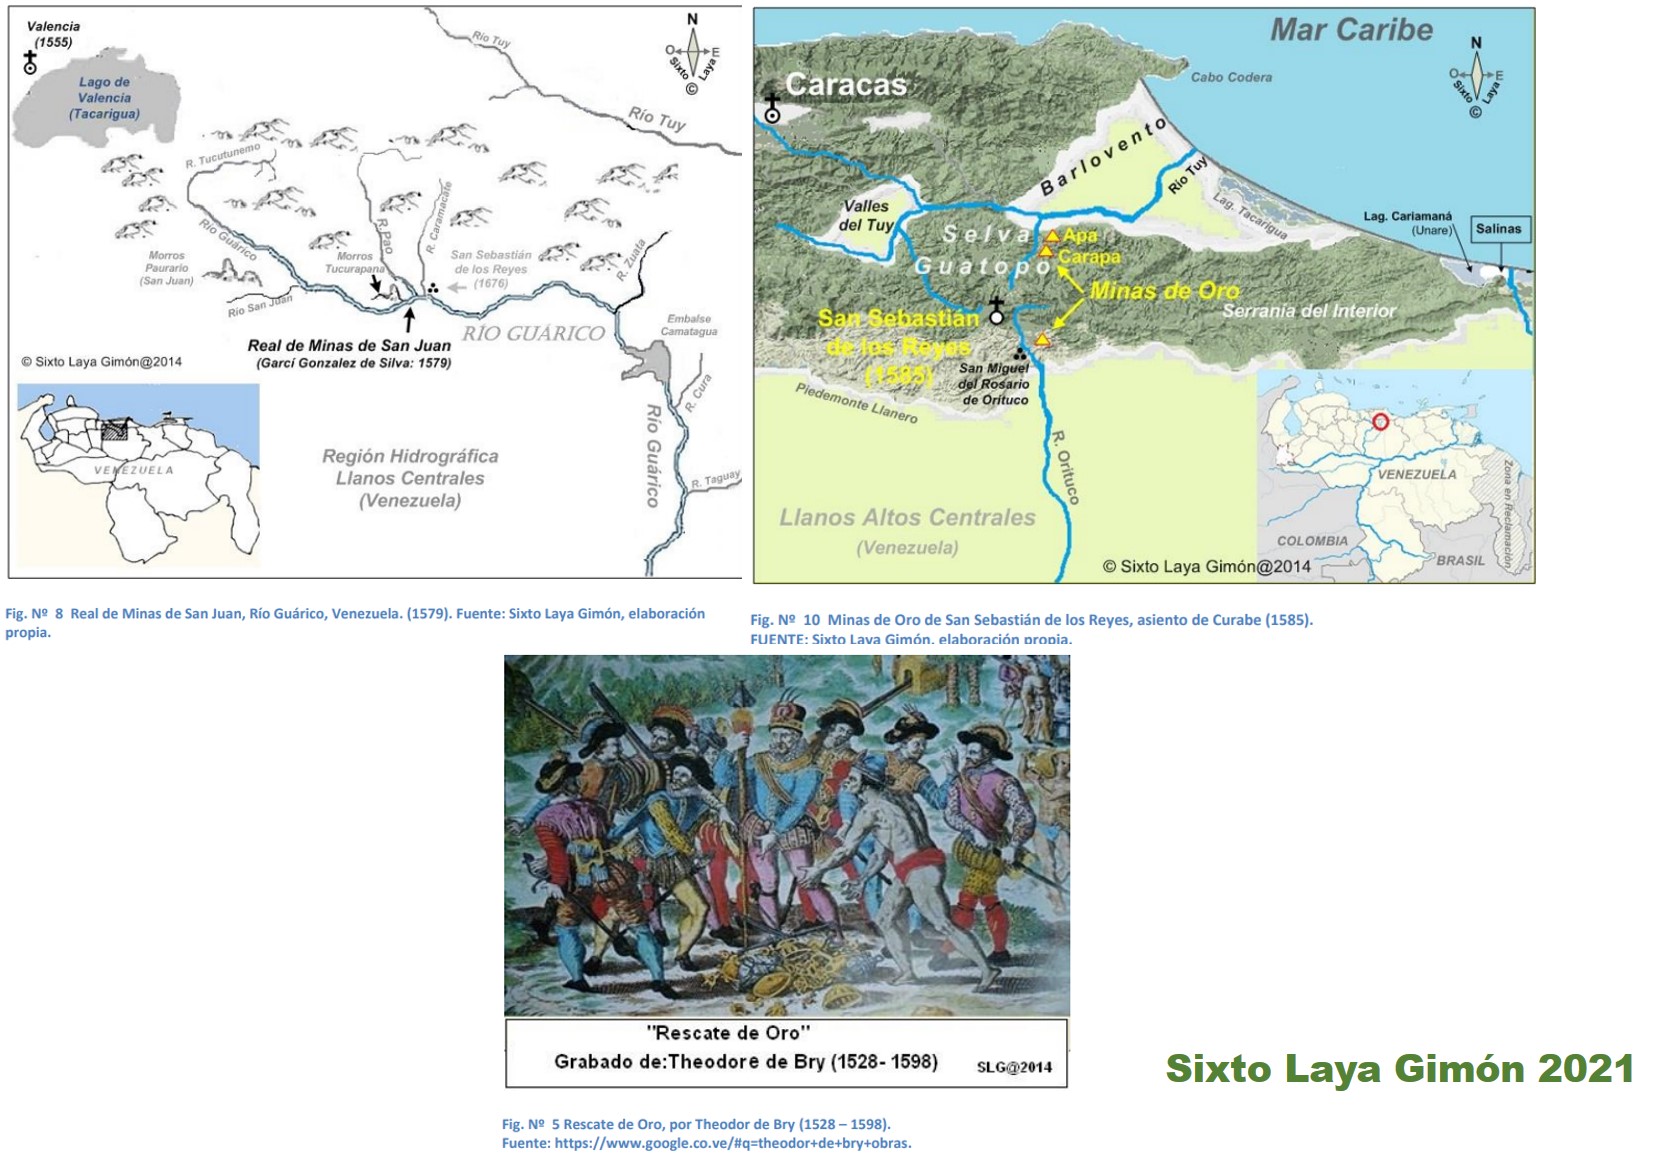 Valencia
(1555)
Lago de
Valencia
(Tacarigua)
Río Tuy
Río Tuy
N
O
E
Sixto
Laya
©
R. Tucutunemo
Río Guárico
R. Pao
R. Caramacate
Morros
Paurario
(San Juan)
Morros
Tucurapana
San Sebastián
de los Reyes
(1676)
R. Zuata
Río San Juan
RÍO GUÁRICO
Embalse
Camatagua
Real de Minas de San Juan
(Garcí Gonzalez de Silva: 1579)
© Sixto Laya Gimón@2014
R. Cura
Río Guárico
R. Taguay
VENEZUELA
Región Hidrográfica
Llanos Centrales
(Venezuela)
Fig. Nº 8 Real de Minas de San Juan, Río Guárico, Venezuela. (1579). Fuente: Sixto Laya Gimón, elaboración
propia.
Mar Caribe
N
O
E
Sixto
Laya
©
Cabo Codera
Caracas
Barlovento
Río Tuy
Lag. Tacarigua
Valles
del Tuy
Lag. Cariamaná
(Unare)
Salinas
Selva
Guatopo
Apa
Carapa
Minas de Oro
Serranía del Interior
San Sebastián
de los Reyes
(1585)
San Miguel
del Rosario
de Orituco
Piedemonte Llanero
R. Orituco
Llanos Altos Centrales
(Venezuela)
© Sixto Laya Gimón@2014
VENEZUELA
COLOMBIA
BRASIL
Zona en Reclamación
Fig. Nº 10 Minas de Oro de San Sebastián de los Reyes, asiento de Curabe (1585).
FUENTE: Sixto Laya Gimón, elaboración propia.
"Rescate de Oro"
Grabado de:Theodore de Bry (1528- 1598)
SLG@2014
Fig. Nº 5 Rescate de Oro, por Theodor de Bry (1528 – 1598).
Fuente: https://www.google.co.ve/#q=theodor+de+bry+obras.
Sixto Laya Gimón 2021